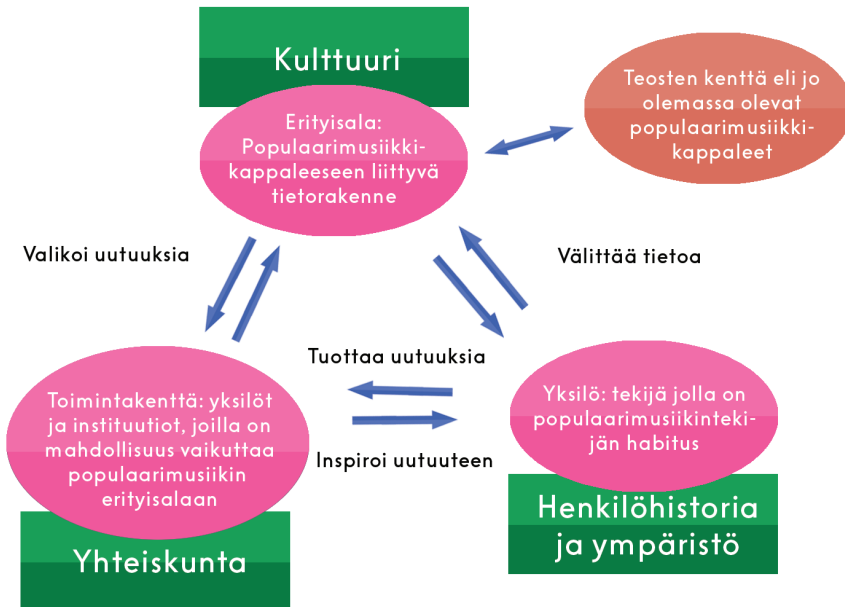 Kulttuuri
Erityisala:
Populaarimusiikki-
kappaleeseen liittyvä
tietorakenne
Teosten kenttä eli jo
olemassa olevat
populaarimusiikki-
kappaleet
Valikoi uutuuksia
Välittää tietoa
Tuottaa uutuuksia
Inspiroi uutuuteen
Toimintakenttä: yksilöt
ja instituutiot, joilla on
mahdollisuus vaikuttaa
populaarimusiikin
erityisalaan
Yhteiskunta
Yksilö: tekijä jolla on
populaarimusiikinteki-
jän habitus
Henkilöhistoria
ja ympäristö